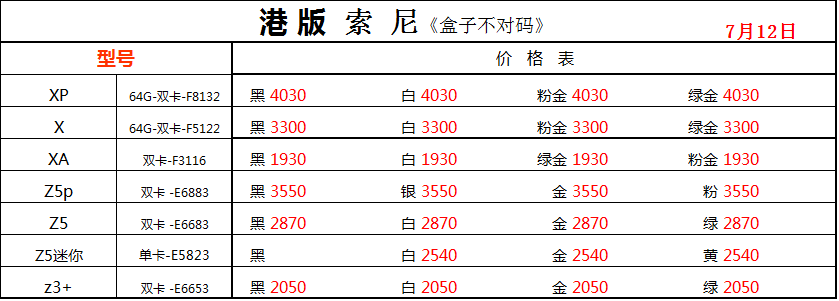 港版 索 尼《盒子不对码》 7月12日
型号 价 格 表
XP 64G-双卡-F8132 黑 4030 白 4030 粉金 4030 绿金 4030
X 64G-双卡-F5122 黑 3300 白 3300 粉金 3300 绿金 3300
XA 双卡-F3116 黑 1930 白 1930 绿金 1930 粉金 1930
Z5p 双卡 -E6883 黑 3550 银 3550 金 3550 粉 3550
Z5 双卡 -E6683 黑 2870 白 2870 金 2870 绿 2870
Z5迷你 单卡-E5823 黑 白 2540 金 2540 黄 2540
z3+ 双卡 -E6653 黑 2050 白 2050 金 2050 绿 2050